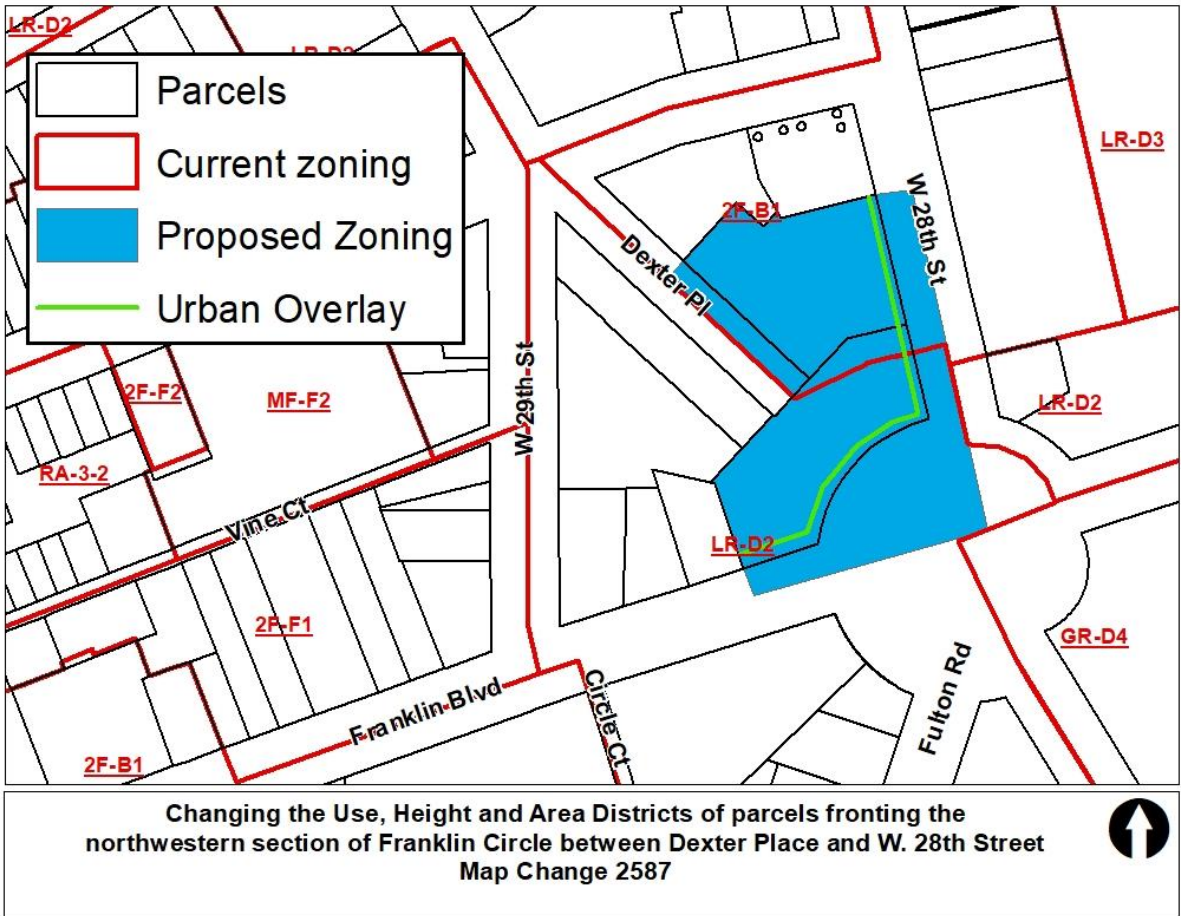 LR-D2
LR-D2
Parcels
Current zoning
Proposed Zoning
Urban Overlay
LR-D3
2F-B1
W 28th St
Dexter Pl
W 29th St
2F-F2
MF-F2
LR-D2
RA-3-2
Vine Ct
LR-D2
2F-F1
GR-D4
Franklin Blvd
Circle Ct
Fulton Rd
2F-B1
Changing the Use, Height and Area Districts of parcels fronting the
northwestern section of Franklin Circle between Dexter Place and W. 28th Street
Map Change 2587